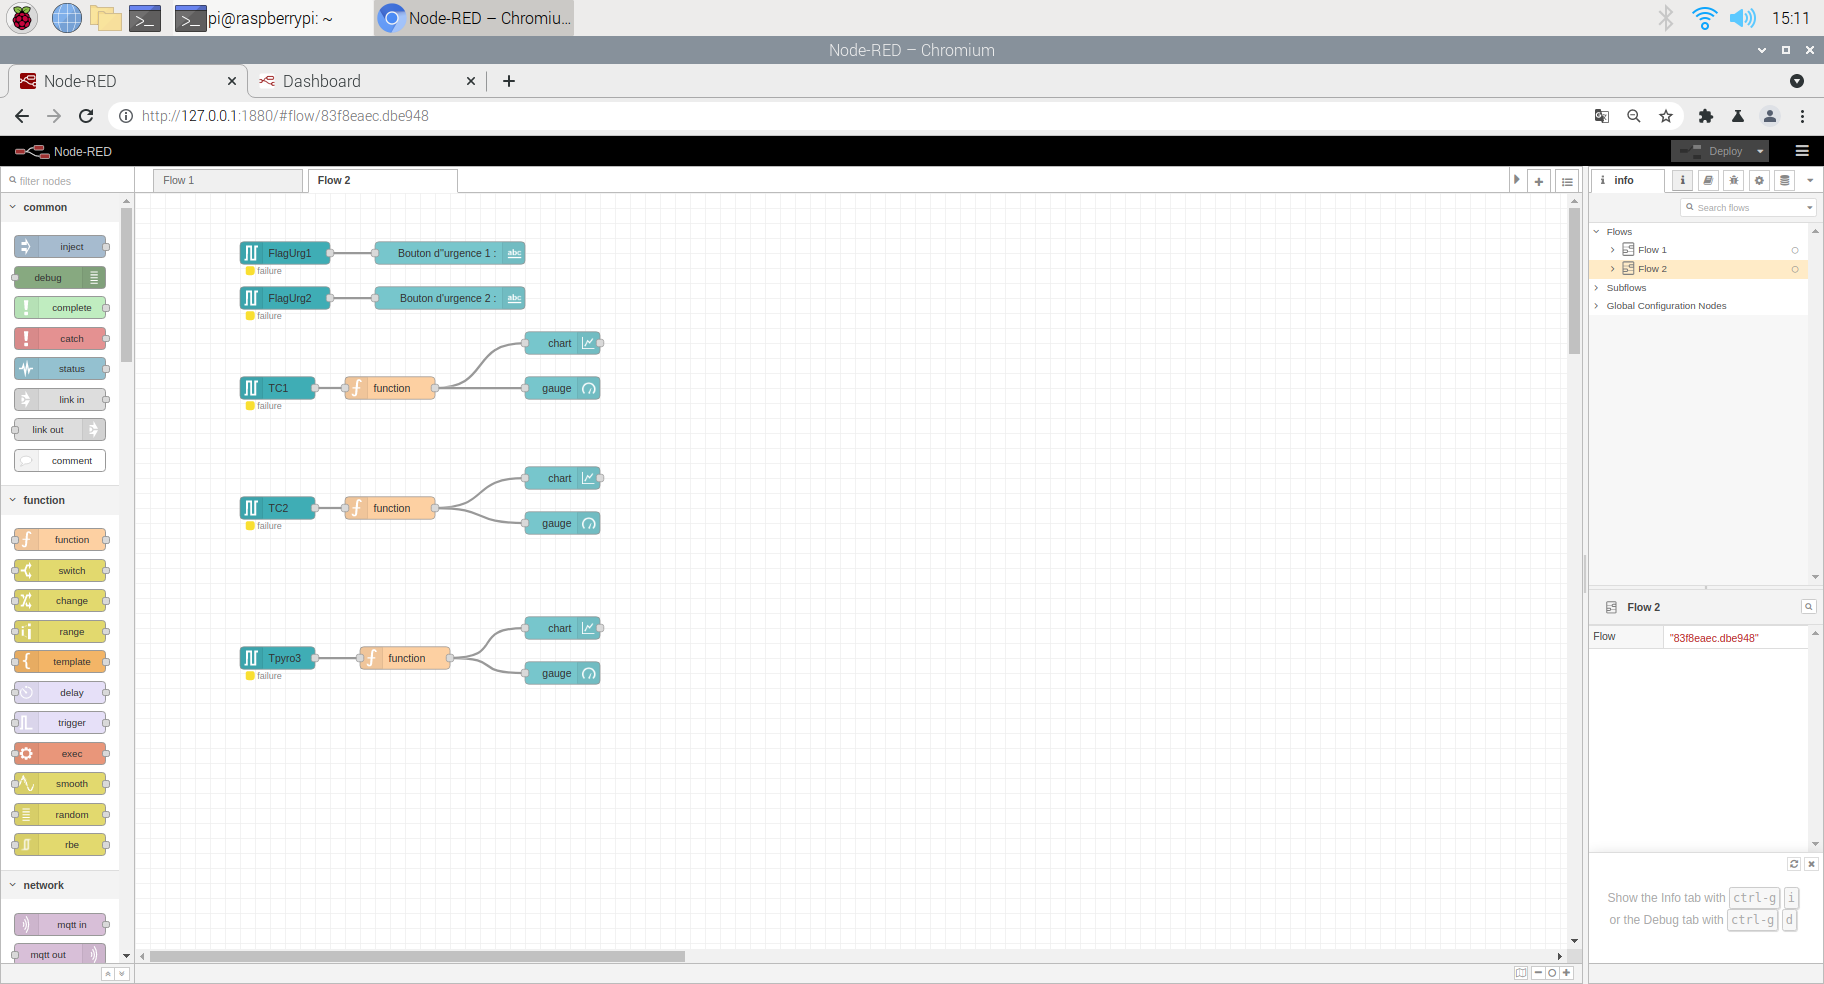 pi@raspberrypi: ~
Node-RED – Chromiu...
15:11
Node-RED – Chromium
Node-RED
Dashboard
http://127.0.0.1:1880/#flow/83f8eaec.dbe948
Node-RED
Deploy
filter nodes
Flow 1
Flow 2
info
Search flows
common
inject
debug
complete
catch
status
link in
link out
comment
function
function
switch
change
range
template
delay
trigger
exec
smooth
random
rbe
network
mqtt in
mqtt out
FlagUrg1
Bouton d"urgence 1 :
abc
failure
FlagUrg2
Bouton d'urgence 2 :
abc
failure
chart
TC1
function
gauge
failure
chart
TC2
function
gauge
failure
chart
Tpyro3
function
gauge
failure
Flows
Flow 1
Flow 2
Subflows
Global Configuration Nodes
Flow 2
Flow
"83f8eaec.dbe948"
Show the Info tab with ctrl-g i
or the Debug tab with ctrl-g d